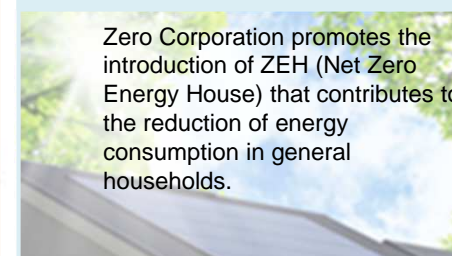 Zero Corporation promotes the
introduction of ZEH (Net Zero
Energy House) that contributes to
the reduction of energy
consumption in general
households.